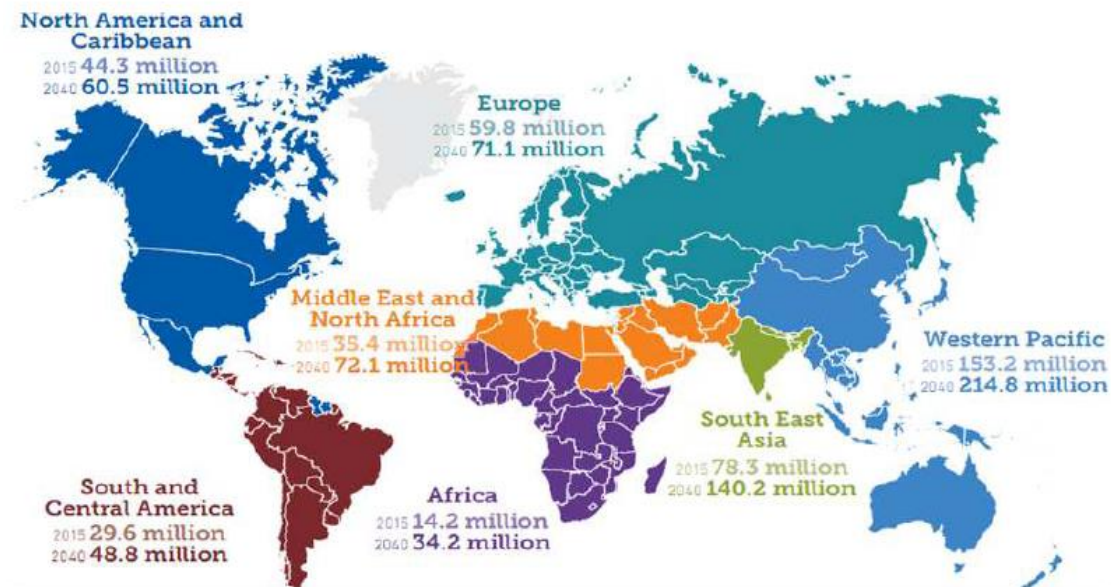 North America and
Caribbean
2015 44.3 million
2040 60.5 million
Europe
2015 59.8 million
2040 71.1 million
Middle East and
North Africa
2015 35.4 million
2040 72.1 million
Western Pacific
2015 153.2 million
2040 214.8 million
South East
Asia
2015 78.3 million
2040 140.2 million
South and
Central America
2015 29.6 million
2040 48.8 million
Africa
2015 14.2 million
2040 34.2 million